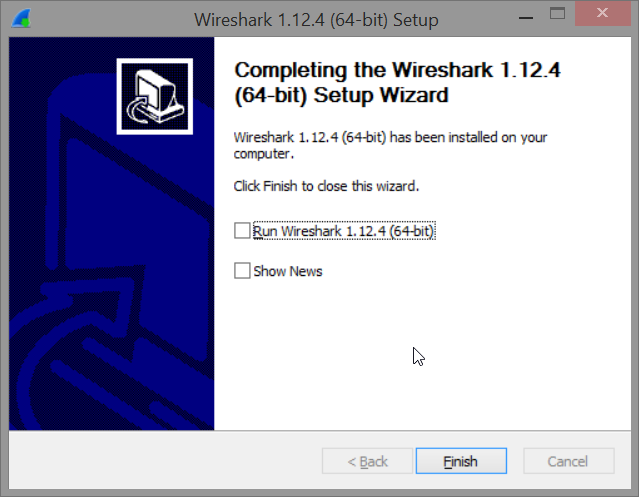 Wireshark 1.12.4 (64-bit) Setup
Completing the Wireshark 1.12.4
(64-bit) Setup Wizard
Wireshark 1.12.4 (64-bit) has been installed on your
computer.
Click Finish to close this wizard.
Run Wireshark 1.12.4 (64-bit)
Show News
< Back Finish Cancel